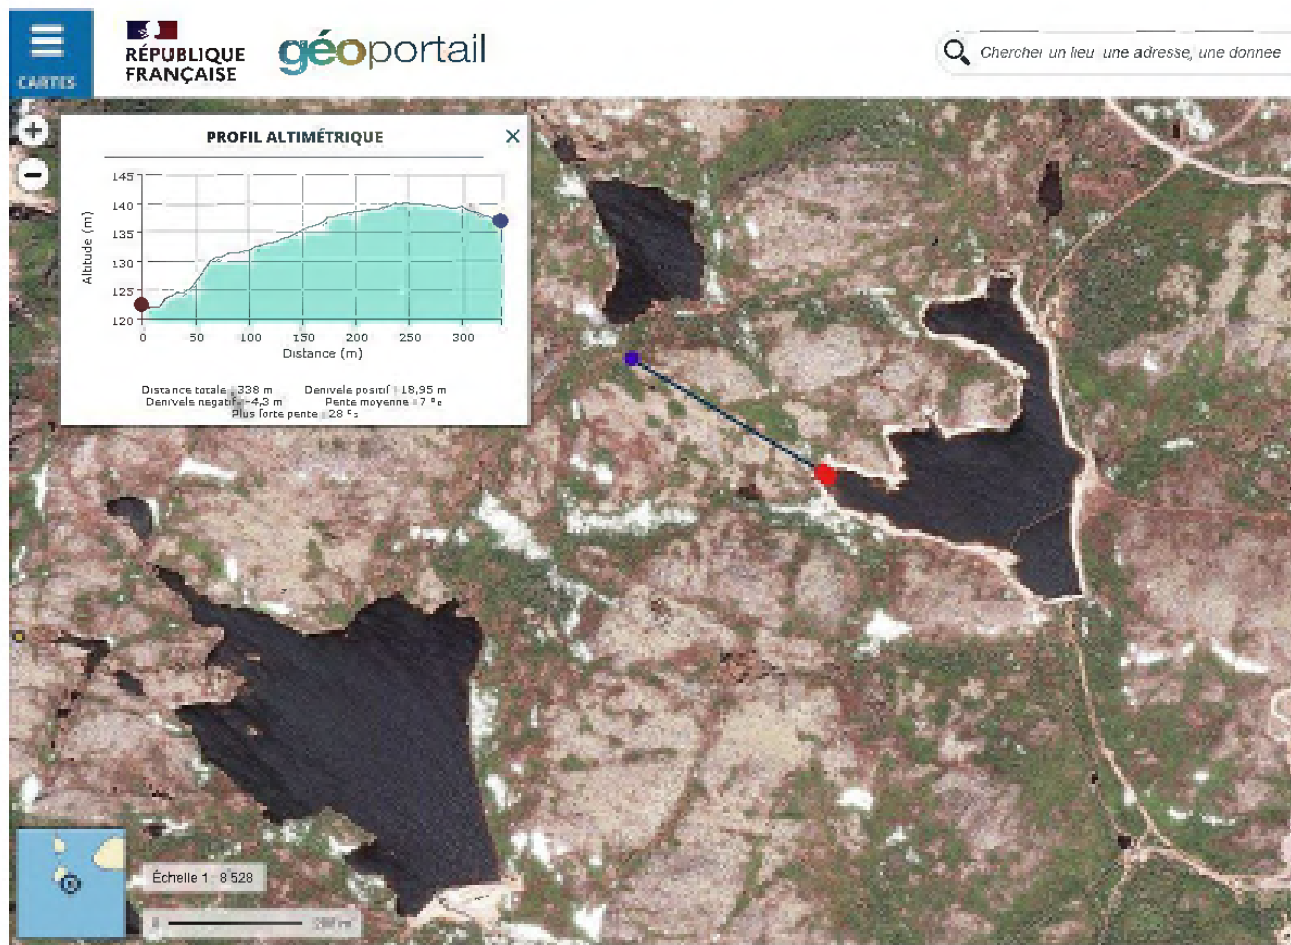 CARTES
RÉPUBLIQUE
FRANÇAISE
géoportail
Chercher un lieu une adresse, une donnee
+
−
PROFIL ALTIMÉTRIQUE
×
145
140
135
130
125
120
Altitude (m)
0 50 100 150 200 250 300
Distance (m)
Distance totale : 338 m Denivele positif : 18,95 m
Denivele negatif : -4,3 m Pente moyenne : 7 %
Plus forte pente : 28 %
Échelle 1 : 8 528
0